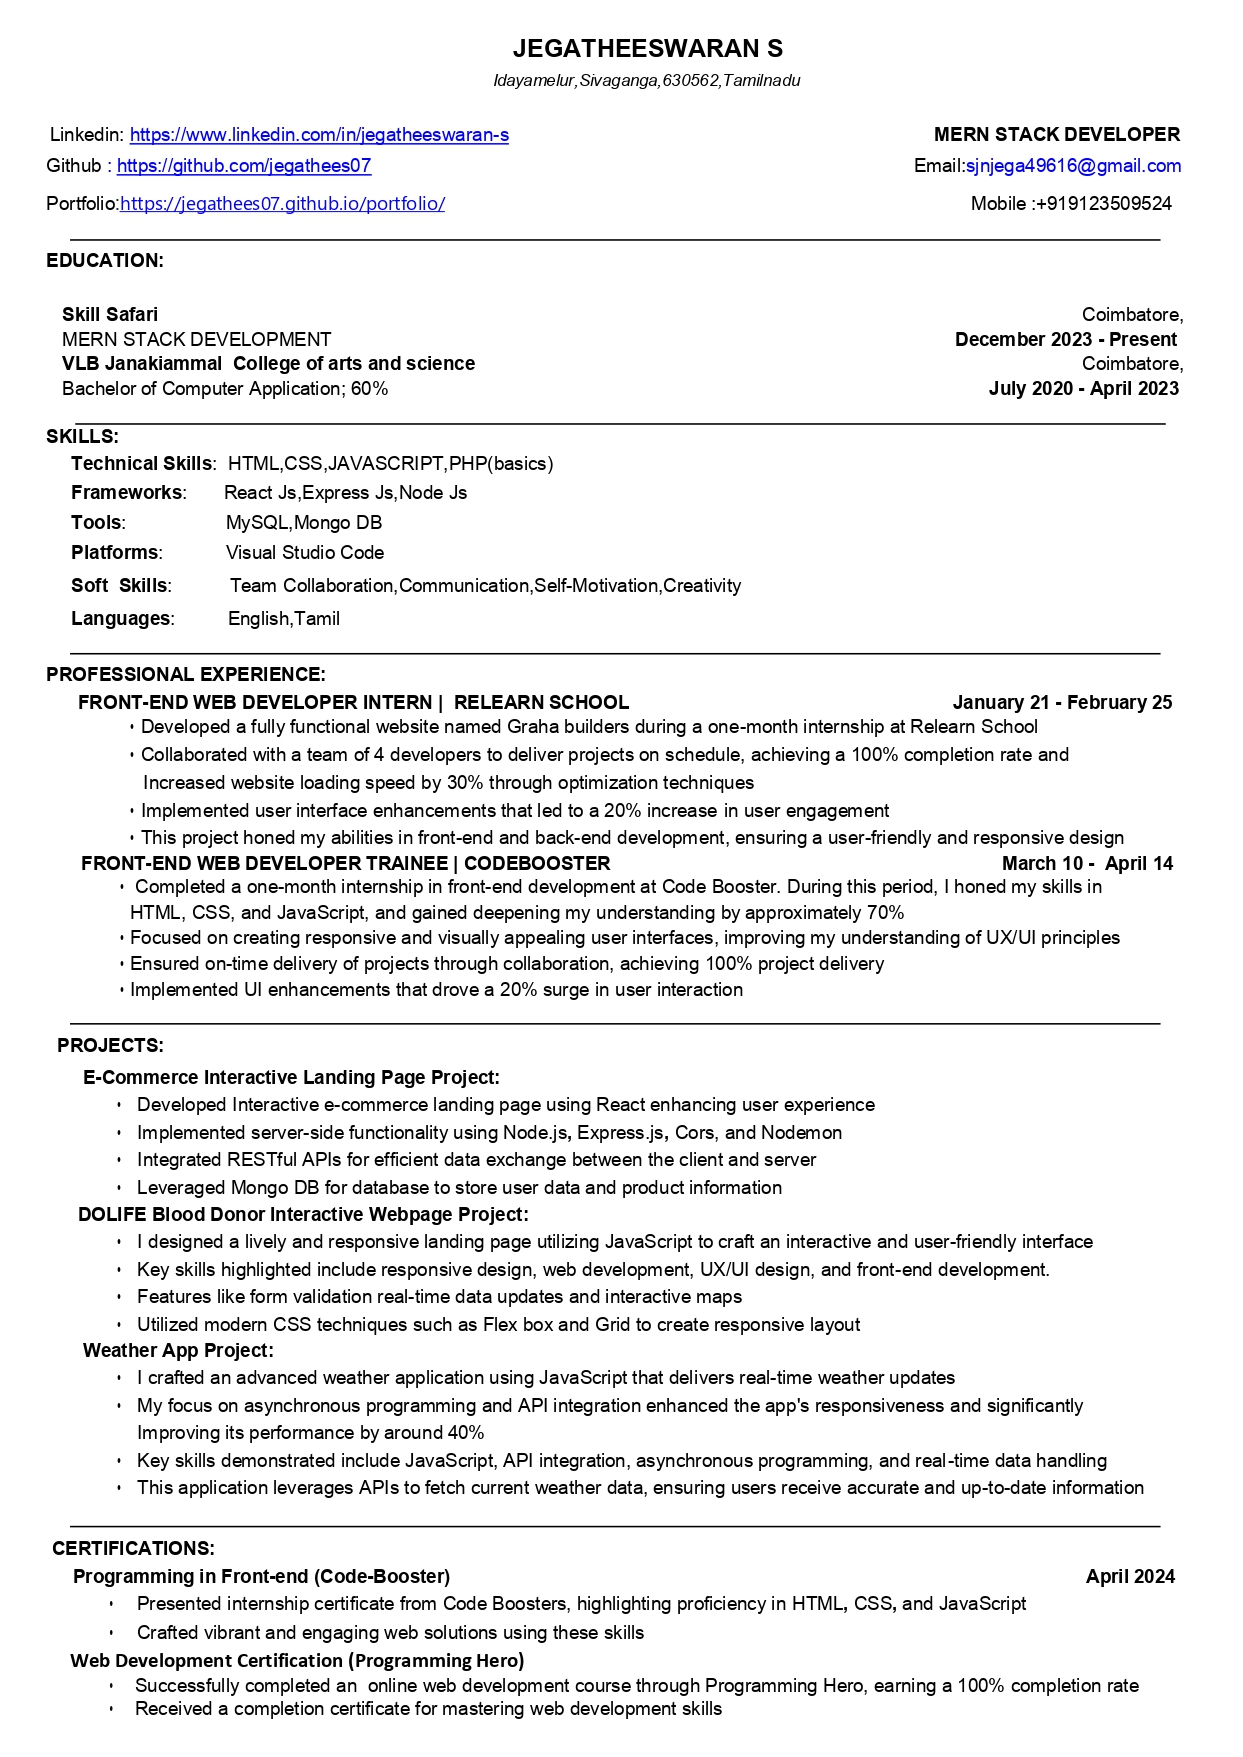 JEGATHEESWARAN S
Idayamelur,Sivaganga,630562,Tamilnadu
Linkedin: https://www.linkedin.com/in/jegatheeswaran-s MERN STACK DEVELOPER
Github : https://github.com/jegathees07 Email:sjnjega49616@gmail.com
Portfolio:https://jegathees07.github.io/portfolio/ Mobile :+919123509524
EDUCATION:
Skill Safari Coimbatore,
MERN STACK DEVELOPMENT December 2023 - Present
VLB Janakiammal College of arts and science Coimbatore,
Bachelor of Computer Application; 60% July 2020 - April 2023
SKILLS:
Technical Skills: HTML,CSS,JAVASCRIPT,PHP(basics)
Frameworks: React Js,Express Js,Node Js
Tools: MySQL,Mongo DB
Platforms: Visual Studio Code
Soft Skills: Team Collaboration,Communication,Self-Motivation,Creativity
Languages: English,Tamil
PROFESSIONAL EXPERIENCE:
FRONT-END WEB DEVELOPER INTERN | RELEARN SCHOOL January 21 - February 25
• Developed a fully functional website named Graha builders during a one-month internship at Relearn School
• Collaborated with a team of 4 developers to deliver projects on schedule, achieving a 100% completion rate and
Increased website loading speed by 30% through optimization techniques
• Implemented user interface enhancements that led to a 20% increase in user engagement
• This project honed my abilities in front-end and back-end development, ensuring a user-friendly and responsive design
FRONT-END WEB DEVELOPER TRAINEE | CODEBOOSTER March 10 - April 14
• Completed a one-month internship in front-end development at Code Booster. During this period, I honed my skills in
HTML, CSS, and JavaScript, and gained deepening my understanding by approximately 70%
• Focused on creating responsive and visually appealing user interfaces, improving my understanding of UX/UI principles
• Ensured on-time delivery of projects through collaboration, achieving 100% project delivery
• Implemented UI enhancements that drove a 20% surge in user interaction
PROJECTS:
E-Commerce Interactive Landing Page Project:
• Developed Interactive e-commerce landing page using React enhancing user experience
• Implemented server-side functionality using Node.js, Express.js, Cors, and Nodemon
• Integrated RESTful APIs for efficient data exchange between the client and server
• Leveraged Mongo DB for database to store user data and product information
DOLIFE Blood Donor Interactive Webpage Project:
• I designed a lively and responsive landing page utilizing JavaScript to craft an interactive and user-friendly interface
• Key skills highlighted include responsive design, web development, UX/UI design, and front-end development.
• Features like form validation real-time data updates and interactive maps
• Utilized modern CSS techniques such as Flex box and Grid to create responsive layout
Weather App Project:
• I crafted an advanced weather application using JavaScript that delivers real-time weather updates
• My focus on asynchronous programming and API integration enhanced the app's responsiveness and significantly
Improving its performance by around 40%
• Key skills demonstrated include JavaScript, API integration, asynchronous programming, and real-time data handling
• This application leverages APIs to fetch current weather data, ensuring users receive accurate and up-to-date information
CERTIFICATIONS:
Programming in Front-end (Code-Booster) April 2024
• Presented internship certificate from Code Boosters, highlighting proficiency in HTML, CSS, and JavaScript
• Crafted vibrant and engaging web solutions using these skills
Web Development Certification (Programming Hero)
• Successfully completed an online web development course through Programming Hero, earning a 100% completion rate
• Received a completion certificate for mastering web development skills